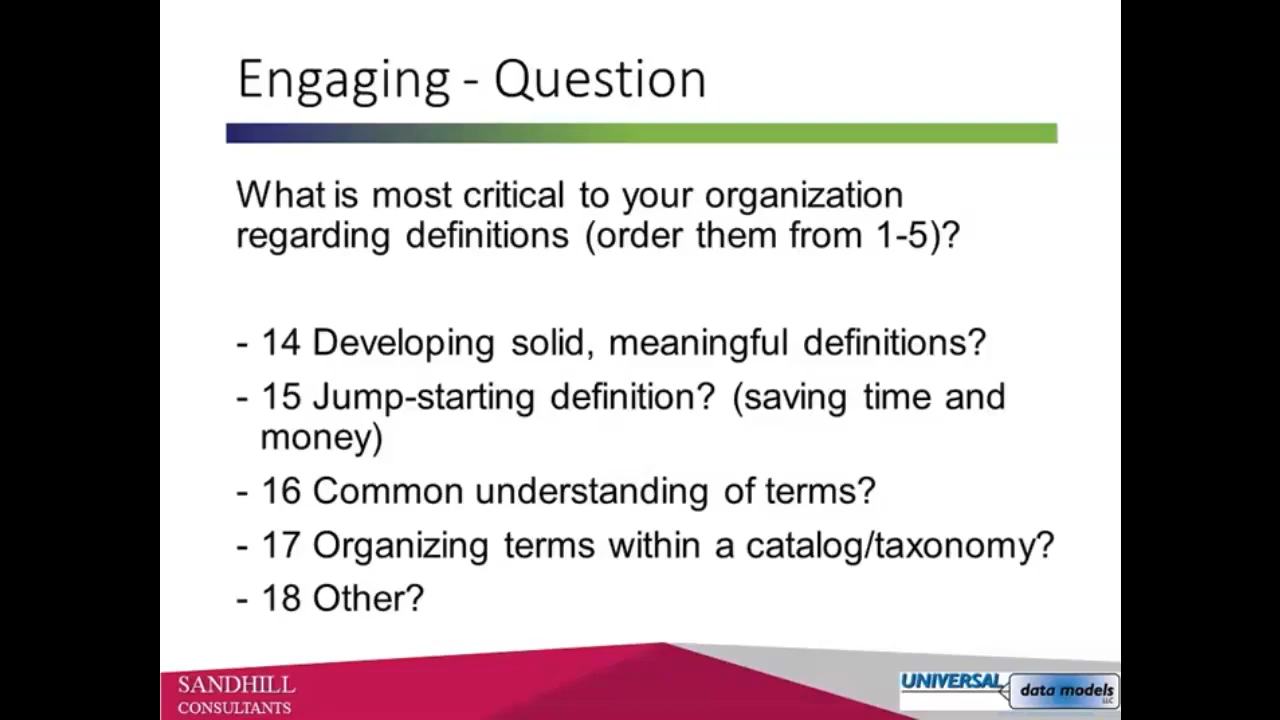 Engaging - Question
What is most critical to your organization
regarding definitions (order them from 1-5)?
- 14 Developing solid, meaningful definitions?
- 15 Jump-starting definition? (saving time and
money)
- 16 Common understanding of terms?
- 17 Organizing terms within a catalog/taxonomy?
- 18 Other?
SANDHILL
CONSULTANTS
UNIVERSAL
data models
LLC